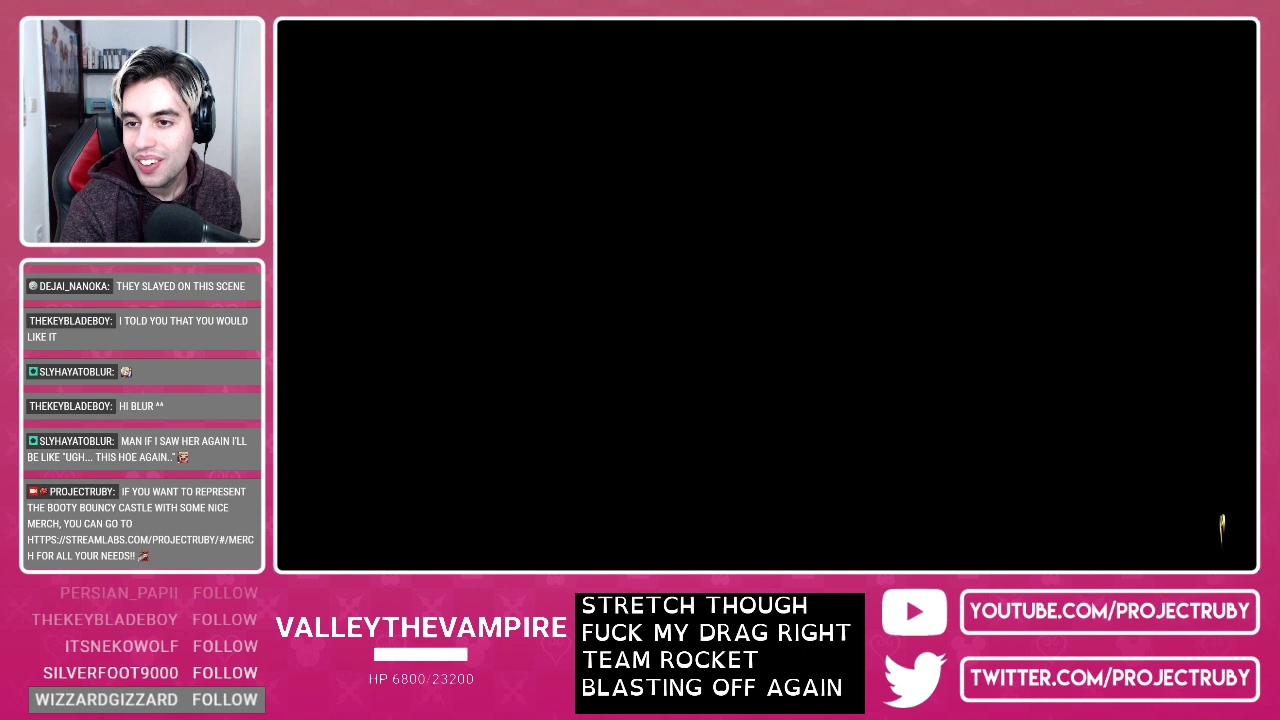 DEJAI_NANOKA: THEY SLAYED ON THIS SCENE
THEKEYBLADEBOY: I TOLD YOU THAT YOU WOULD
LIKE IT
SLYHAYATOBLUR:
THEKEYBLADEBOY: HI BLUR ^^
SLYHAYATOBLUR: MAN IF I SAW HER AGAIN I'LL
BE LIKE "UGH... THIS HOE AGAIN.."
PROJECTRUBY: IF YOU WANT TO REPRESENT
THE BOOTY BOUNCY CASTLE WITH SOME NICE
MERCH, YOU CAN GO TO
HTTPS://STREAMLABS.COM/PROJECTRUBY/#/MERC
H FOR ALL YOUR NEEDS!!
PERSIAN_PAPII FOLLOW
THEKEYBLADEBOY FOLLOW
ITSNEKOWOLF FOLLOW
SILVERFOOT9000 FOLLOW
WIZZARDGIZZARD FOLLOW
VALLEYTHEVAMPIRE
HP 6800/23200
STRETCH THOUGH
FUCK MY DRAG RIGHT
TEAM ROCKET
BLASTING OFF AGAIN
YOUTUBE.COM/PROJECTRUBY
TWITTER.COM/PROJECTRUBY